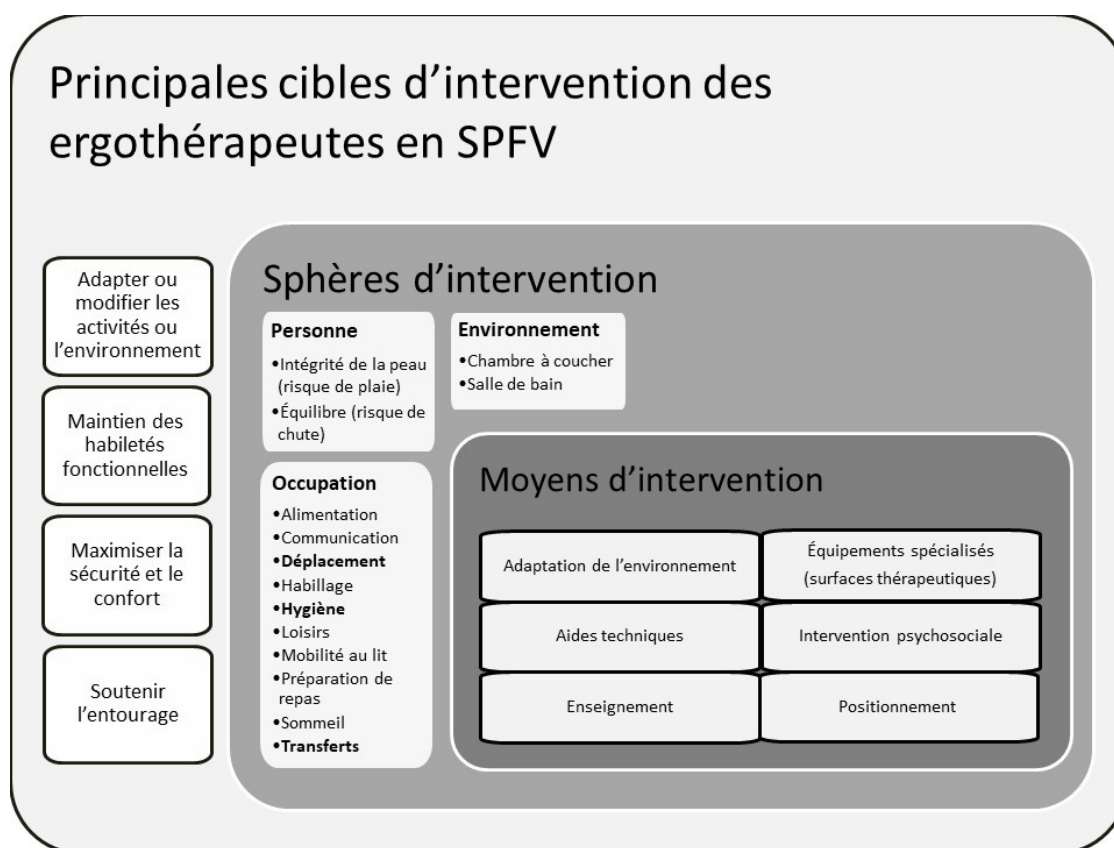 Principales cibles d’intervention des
ergothérapeutes en SPFV
Adapter ou
modifier les
activités ou
l’environnement
Maintien des
habiletés
fonctionnelles
Maximiser la
sécurité et le
confort
Soutenir
l’entourage
Sphères d’intervention
Personne
•Intégrité de la peau
(risque de plaie)
•Équilibre (risque de
chute)
Environnement
•Chambre à coucher
•Salle de bain
Occupation
•Alimentation
•Communication
•Déplacement
•Habillage
•Hygiène
•Loisirs
•Mobilité au lit
•Préparation de
repas
•Sommeil
•Transferts
Moyens d’intervention
Adaptation de l’environnement
Équipements spécialisés
(surfaces thérapeutiques)
Aides techniques
Intervention psychosociale
Enseignement
Positionnement